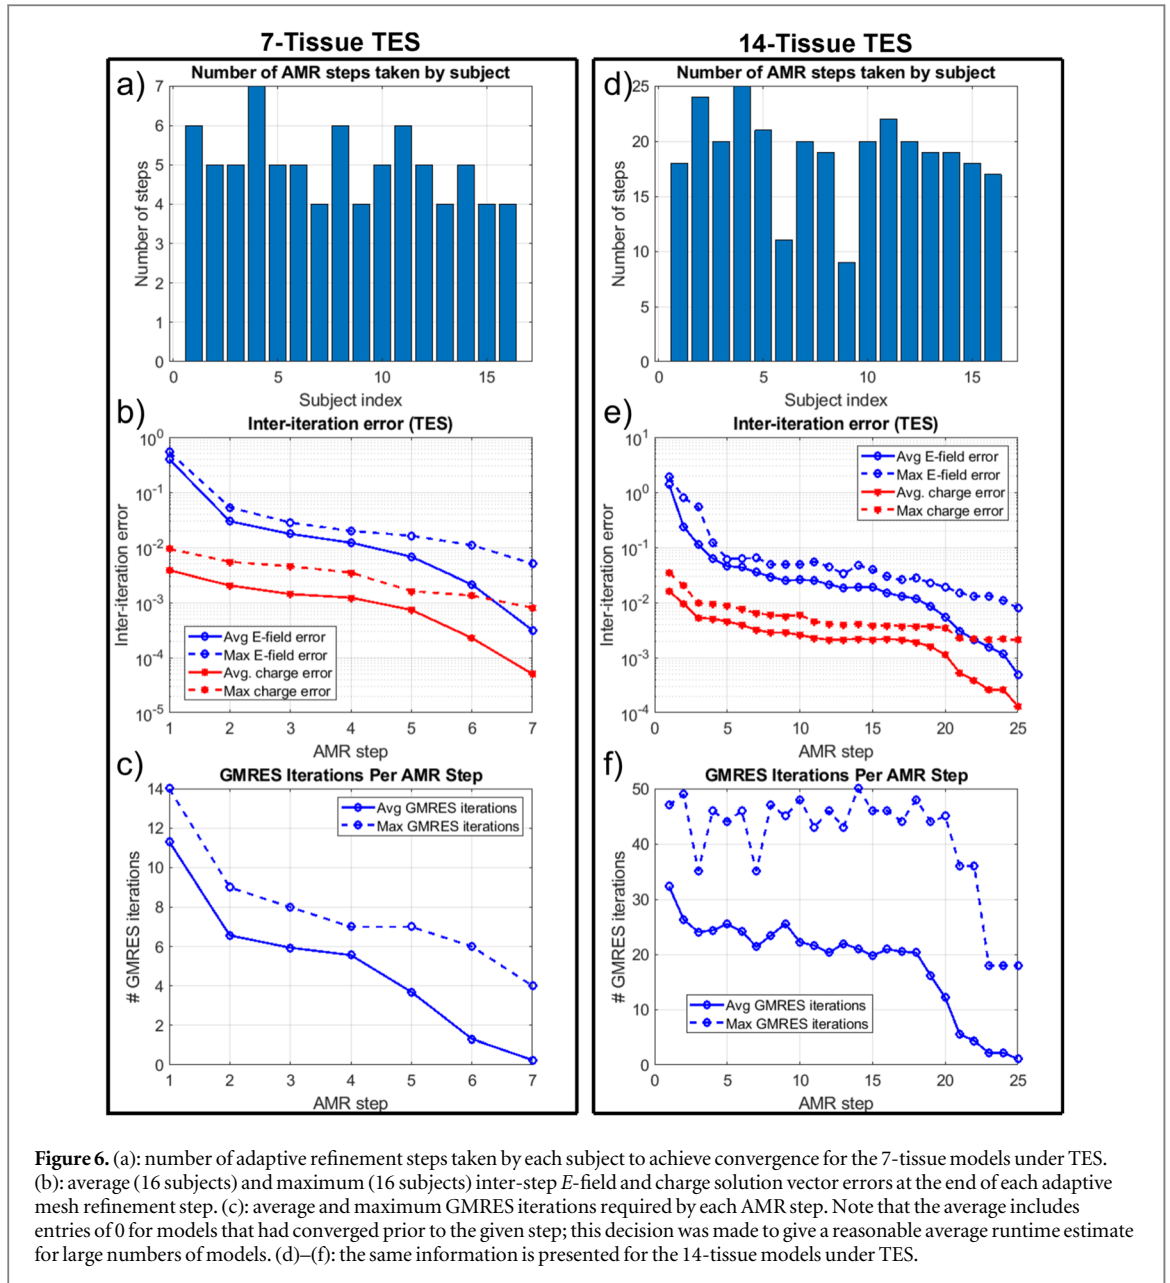 7-Tissue TES
14-Tissue TES
a)
Number of AMR steps taken by subject
Number of steps
7
6
5
4
3
2
1
0
0 5 10 15
Subject index
b)
Inter-iteration error (TES)
Inter-iteration error
10^0
10^-1
10^-2
10^-3
10^-4
10^-5
Avg E-field error
Max E-field error
Avg. charge error
Max charge error
1 2 3 4 5 6 7
AMR step
c)
GMRES Iterations Per AMR Step
# GMRES iterations
14
12
10
8
6
4
2
0
Avg GMRES iterations
Max GMRES iterations
1 2 3 4 5 6 7
AMR step
d)
Number of AMR steps taken by subject
Number of steps
25
20
15
10
5
0
0 5 10 15
Subject index
e)
Inter-iteration error (TES)
Inter-iteration error
10^1
10^0
10^-1
10^-2
10^-3
10^-4
Avg E-field error
Max E-field error
Avg. charge error
Max charge error
0 5 10 15 20 25
AMR step
f)
GMRES Iterations Per AMR Step
# GMRES iterations
50
40
30
20
10
0
Avg GMRES iterations
Max GMRES iterations
0 5 10 15 20 25
AMR step
Figure 6. (a): number of adaptive refinement steps taken by each subject to achieve convergence for the 7-tissue models under TES.
(b): average (16 subjects) and maximum (16 subjects) inter-step E-field and charge solution vector errors at the end of each adaptive
mesh refinement step. (c): average and maximum GMRES iterations required by each AMR step. Note that the average includes
entries of 0 for models that had converged prior to the given step; this decision was made to give a reasonable average runtime estimate
for large numbers of models. (d)–(f): the same information is presented for the 14-tissue models under TES.